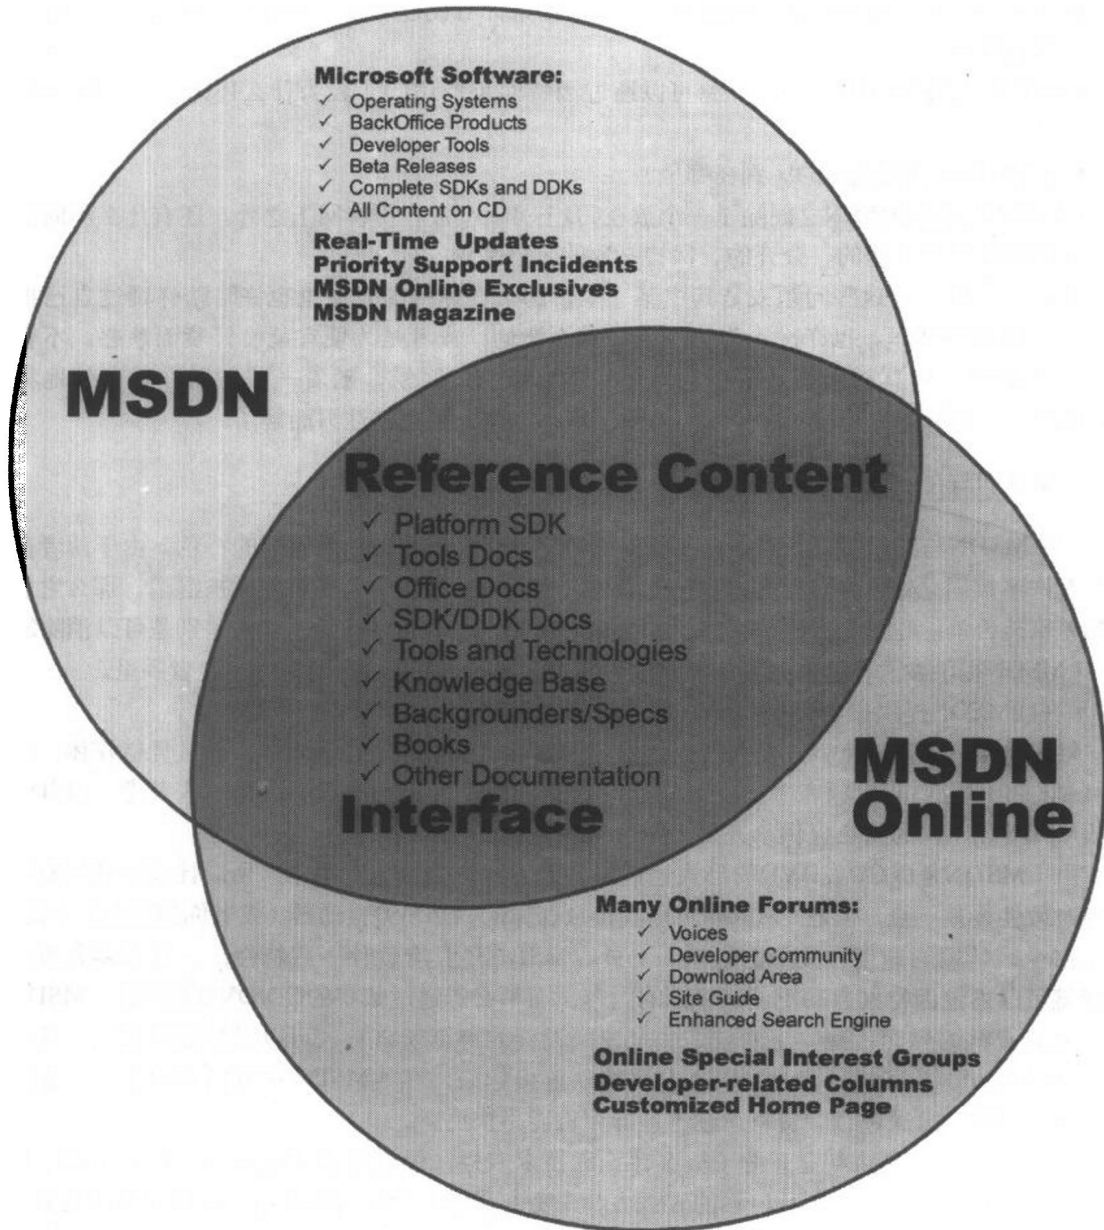 Microsoft Software:
✓ Operating Systems
✓ BackOffice Products
✓ Developer Tools
✓ Beta Releases
✓ Complete SDKs and DDKs
✓ All Content on CD
Real-Time Updates
Priority Support Incidents
MSDN Online Exclusives
MSDN Magazine
MSDN
Reference Content
✓ Platform SDK
✓ Tools Docs
✓ Office Docs
✓ SDK/DDK Docs
✓ Tools and Technologies
✓ Knowledge Base
✓ Backgrounders/Specs
✓ Books
✓ Other Documentation
Interface
MSDN
Online
Many Online Forums:
✓ Voices
✓ Developer Community
✓ Download Area
✓ Site Guide
✓ Enhanced Search Engine
Online Special Interest Groups
Developer-related Columns
Customized Home Page